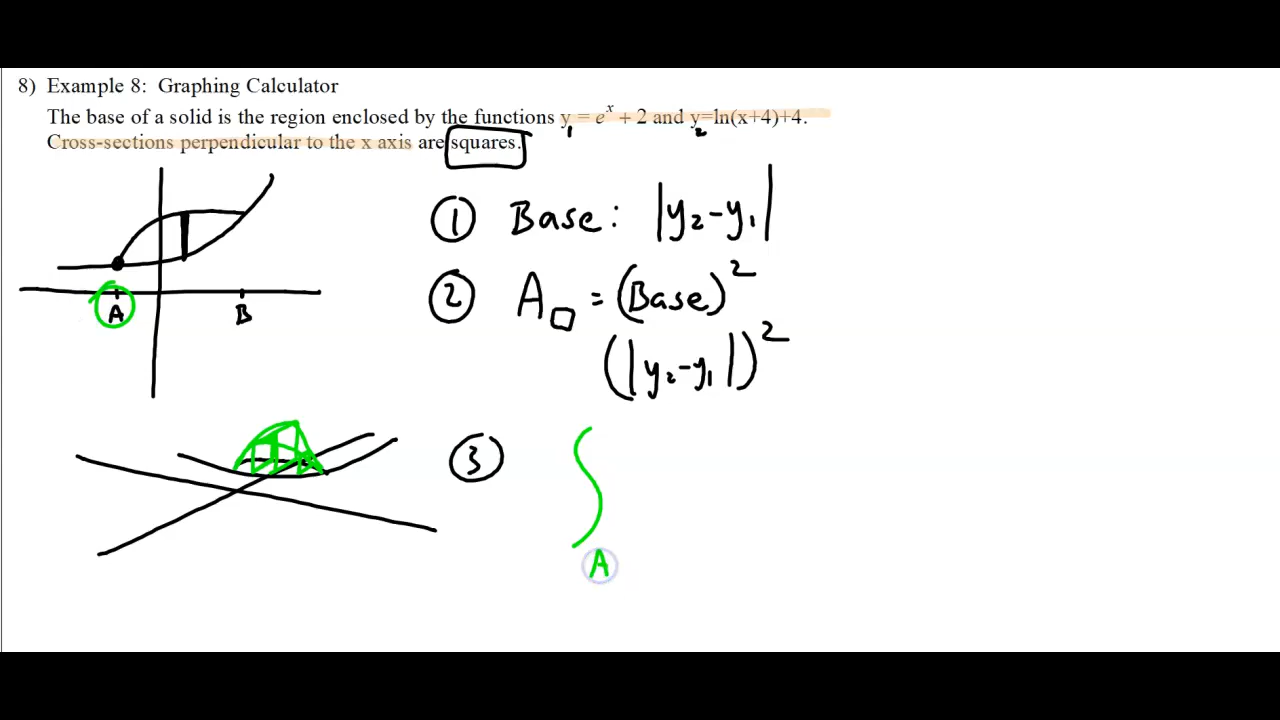 8) Example 8: Graphing Calculator
The base of a solid is the region enclosed by the functions y₁ = eˣ + 2 and y₂=ln(x+4)+4.
Cross-sections perpendicular to the x axis are squares.
① Base: |y₂-y₁|
② A□ = (Base)²
(|y₂-y₁|)²
A B
③ ∫
A